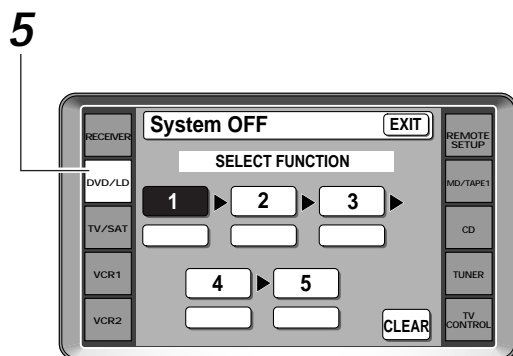 5
System OFF
EXIT
RECEIVER
REMOTE
SETUP
SELECT FUNCTION
DVD/LD
MD/TAPE1
1
2
3
TV/SAT
CD
VCR1
4
5
TUNER
VCR2
CLEAR
TV
CONTROL